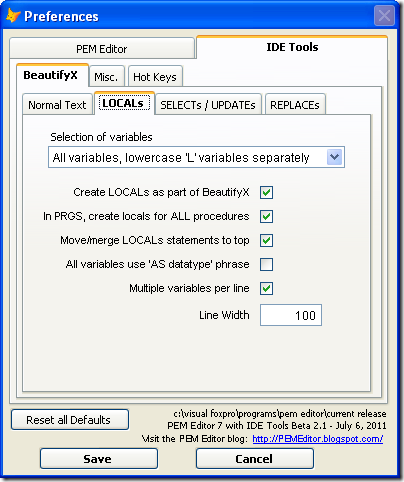 Preferences
PEM Editor
IDE Tools
BeautifyX
Misc.
Hot Keys
Normal Text
LOCALs
SELECTs / UPDATEs
REPLACEs
Selection of variables
All variables, lowercase 'L' variables separately
Create LOCALs as part of BeautifyX
In PRGS, create locals for ALL procedures
Move/merge LOCALs statements to top
All variables use 'AS datatype' phrase
Multiple variables per line
Line Width
100
Reset all Defaults
c:\visual foxpro\programs\pem editor\current release
PEM Editor 7 with IDE Tools Beta 2.1 - July 6, 2011
Visit the PEM Editor blog: http://PEMEditor.blogspot.com/
Save
Cancel